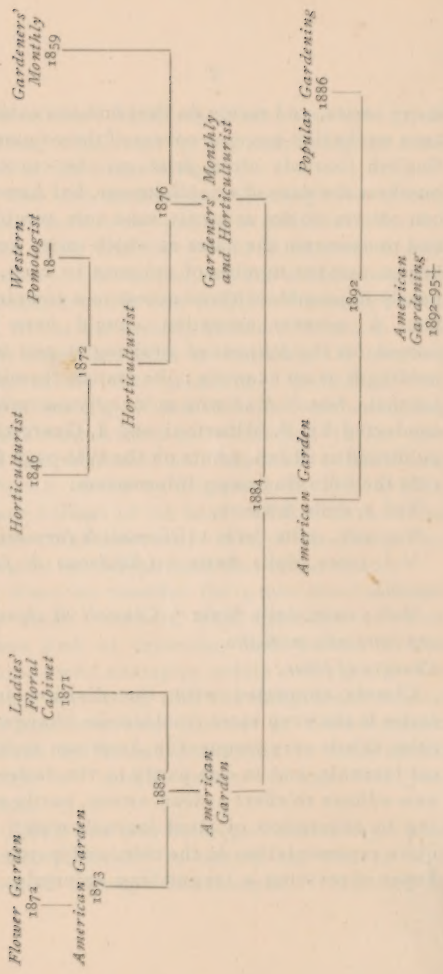 Flower Garden
1872
American Garden
1873
Ladies'
Floral
Cabinet
1871
1882
American
Garden
Horticulturist
1846
Western
Pomologist
18—
1872
Horticulturist
Gardeners'
Monthly
1859
1876
Gardeners' Monthly
and Horticulturist
1884
American Garden
Popular Gardening
1886
1892
American
Gardening
1892-95+